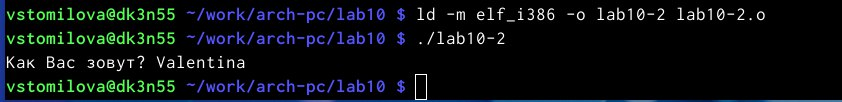 vstomilova@dk3n55 ~/work/arch-pc/lab10 $ ld -m elf_i386 -o lab10-2 lab10-2.o
vstomilova@dk3n55 ~/work/arch-pc/lab10 $ ./lab10-2
Как Вас зовут? Valentina
vstomilova@dk3n55 ~/work/arch-pc/lab10 $